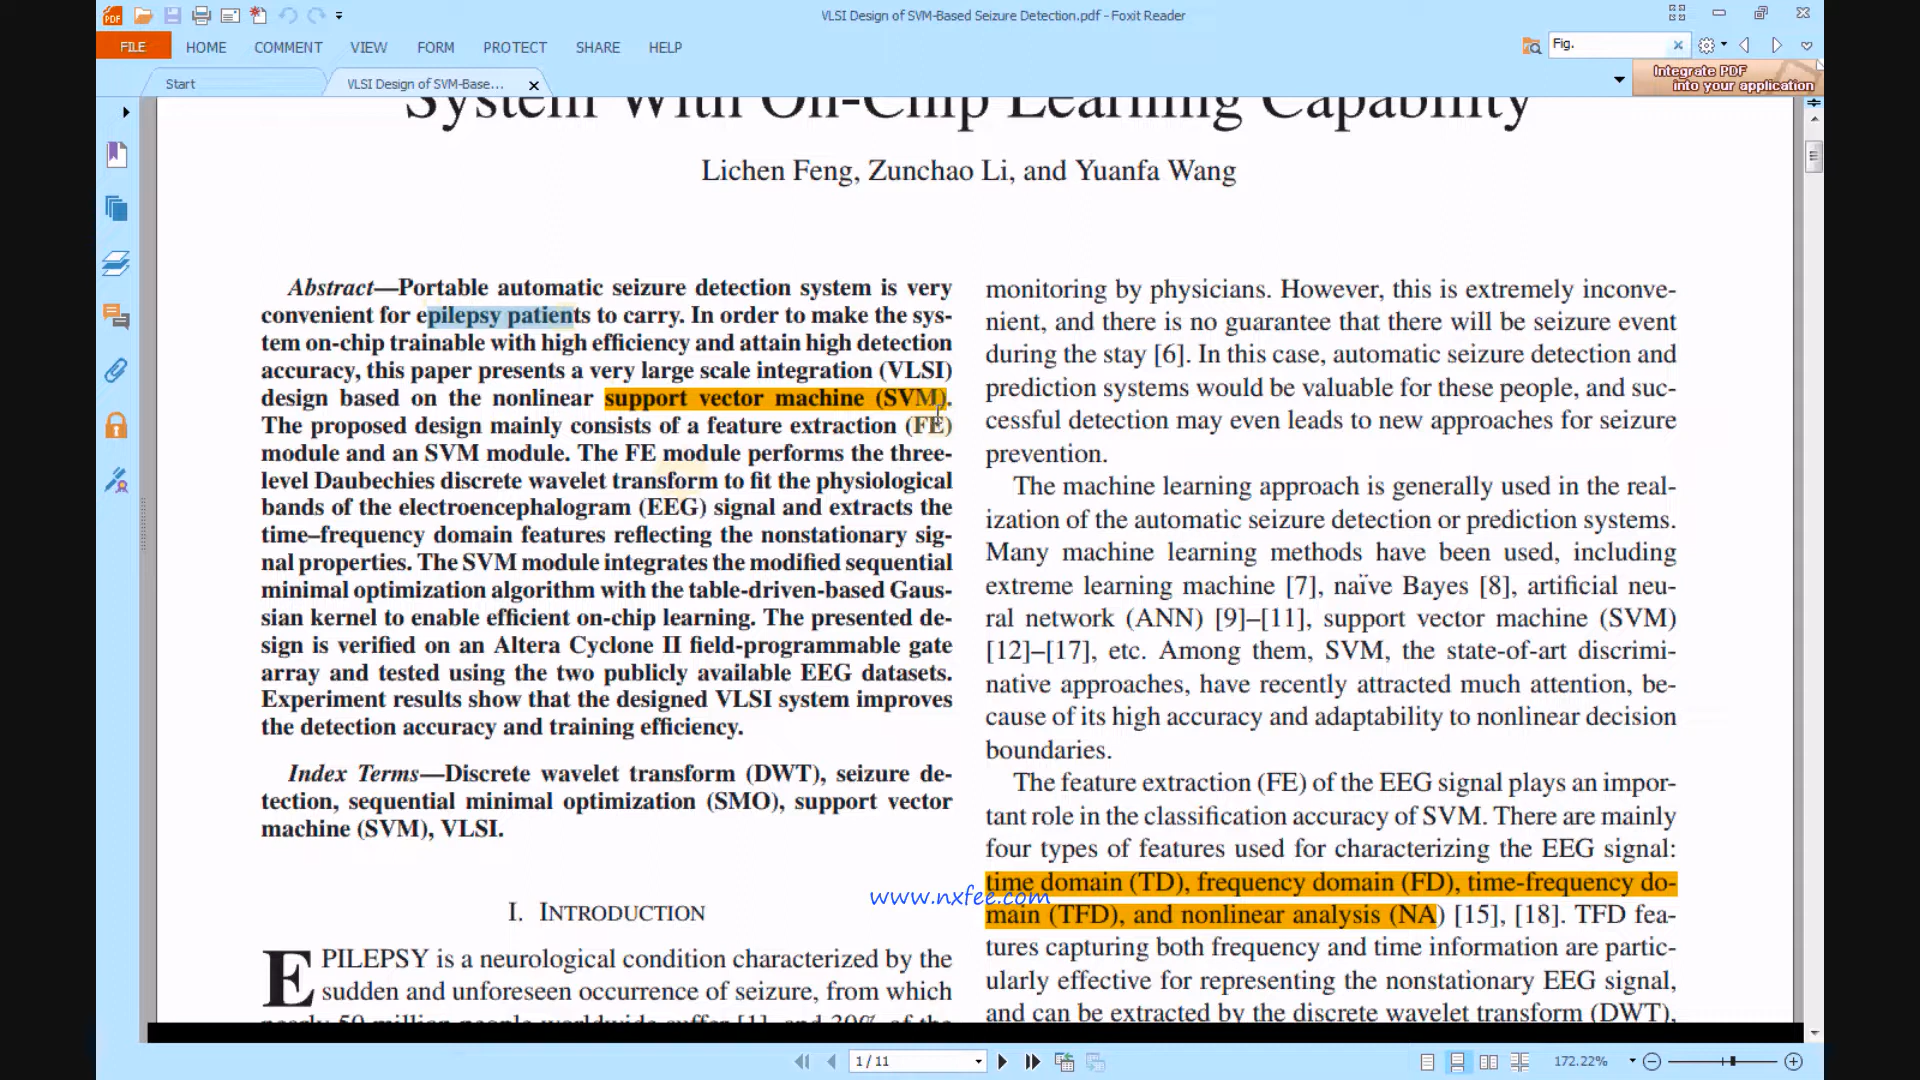 VLSI Design of SVM-Based Seizure Detection.pdf - Foxit Reader
FILE HOME COMMENT VIEW FORM PROTECT SHARE HELP
Fig.
Start
VLSI Design of SVM-Base...
Integrate PDF
into your application
System With On-Chip Learning Capability
Lichen Feng, Zunchao Li, and Yuanfa Wang
Abstract—Portable automatic seizure detection system is very
convenient for epilepsy patients to carry. In order to make the sys-
tem on-chip trainable with high efficiency and attain high detection
accuracy, this paper presents a very large scale integration (VLSI)
design based on the nonlinear support vector machine (SVM).
The proposed design mainly consists of a feature extraction (FE)
module and an SVM module. The FE module performs the three-
level Daubechies discrete wavelet transform to fit the physiological
bands of the electroencephalogram (EEG) signal and extracts the
time–frequency domain features reflecting the nonstationary sig-
nal properties. The SVM module integrates the modified sequential
minimal optimization algorithm with the table-driven-based Gaus-
sian kernel to enable efficient on-chip learning. The presented de-
sign is verified on an Altera Cyclone II field-programmable gate
array and tested using the two publicly available EEG datasets.
Experiment results show that the designed VLSI system improves
the detection accuracy and training efficiency.
Index Terms—Discrete wavelet transform (DWT), seizure de-
tection, sequential minimal optimization (SMO), support vector
machine (SVM), VLSI.
I. INTRODUCTION
EPILEPSY is a neurological condition characterized by the
sudden and unforeseen occurrence of seizure, from which
nearly 50 million people worldwide suffer [1], and 30% of the
monitoring by physicians. However, this is extremely inconve-
nient, and there is no guarantee that there will be seizure event
during the stay [6]. In this case, automatic seizure detection and
prediction systems would be valuable for these people, and suc-
cessful detection may even leads to new approaches for seizure
prevention.
The machine learning approach is generally used in the real-
ization of the automatic seizure detection or prediction systems.
Many machine learning methods have been used, including
extreme learning machine [7], naïve Bayes [8], artificial neu-
ral network (ANN) [9]–[11], support vector machine (SVM)
[12]–[17], etc. Among them, SVM, the state-of-art discrimi-
native approaches, have recently attracted much attention, be-
cause of its high accuracy and adaptability to nonlinear decision
boundaries.
The feature extraction (FE) of the EEG signal plays an impor-
tant role in the classification accuracy of SVM. There are mainly
four types of features used for characterizing the EEG signal:
time domain (TD), frequency domain (FD), time-frequency do-
main (TFD), and nonlinear analysis (NA) [15], [18]. TFD fea-
tures capturing both frequency and time information are partic-
ularly effective for representing the nonstationary EEG signal,
and can be extracted by the discrete wavelet transform (DWT),
www.nxfee.com
1 / 11
172.22%